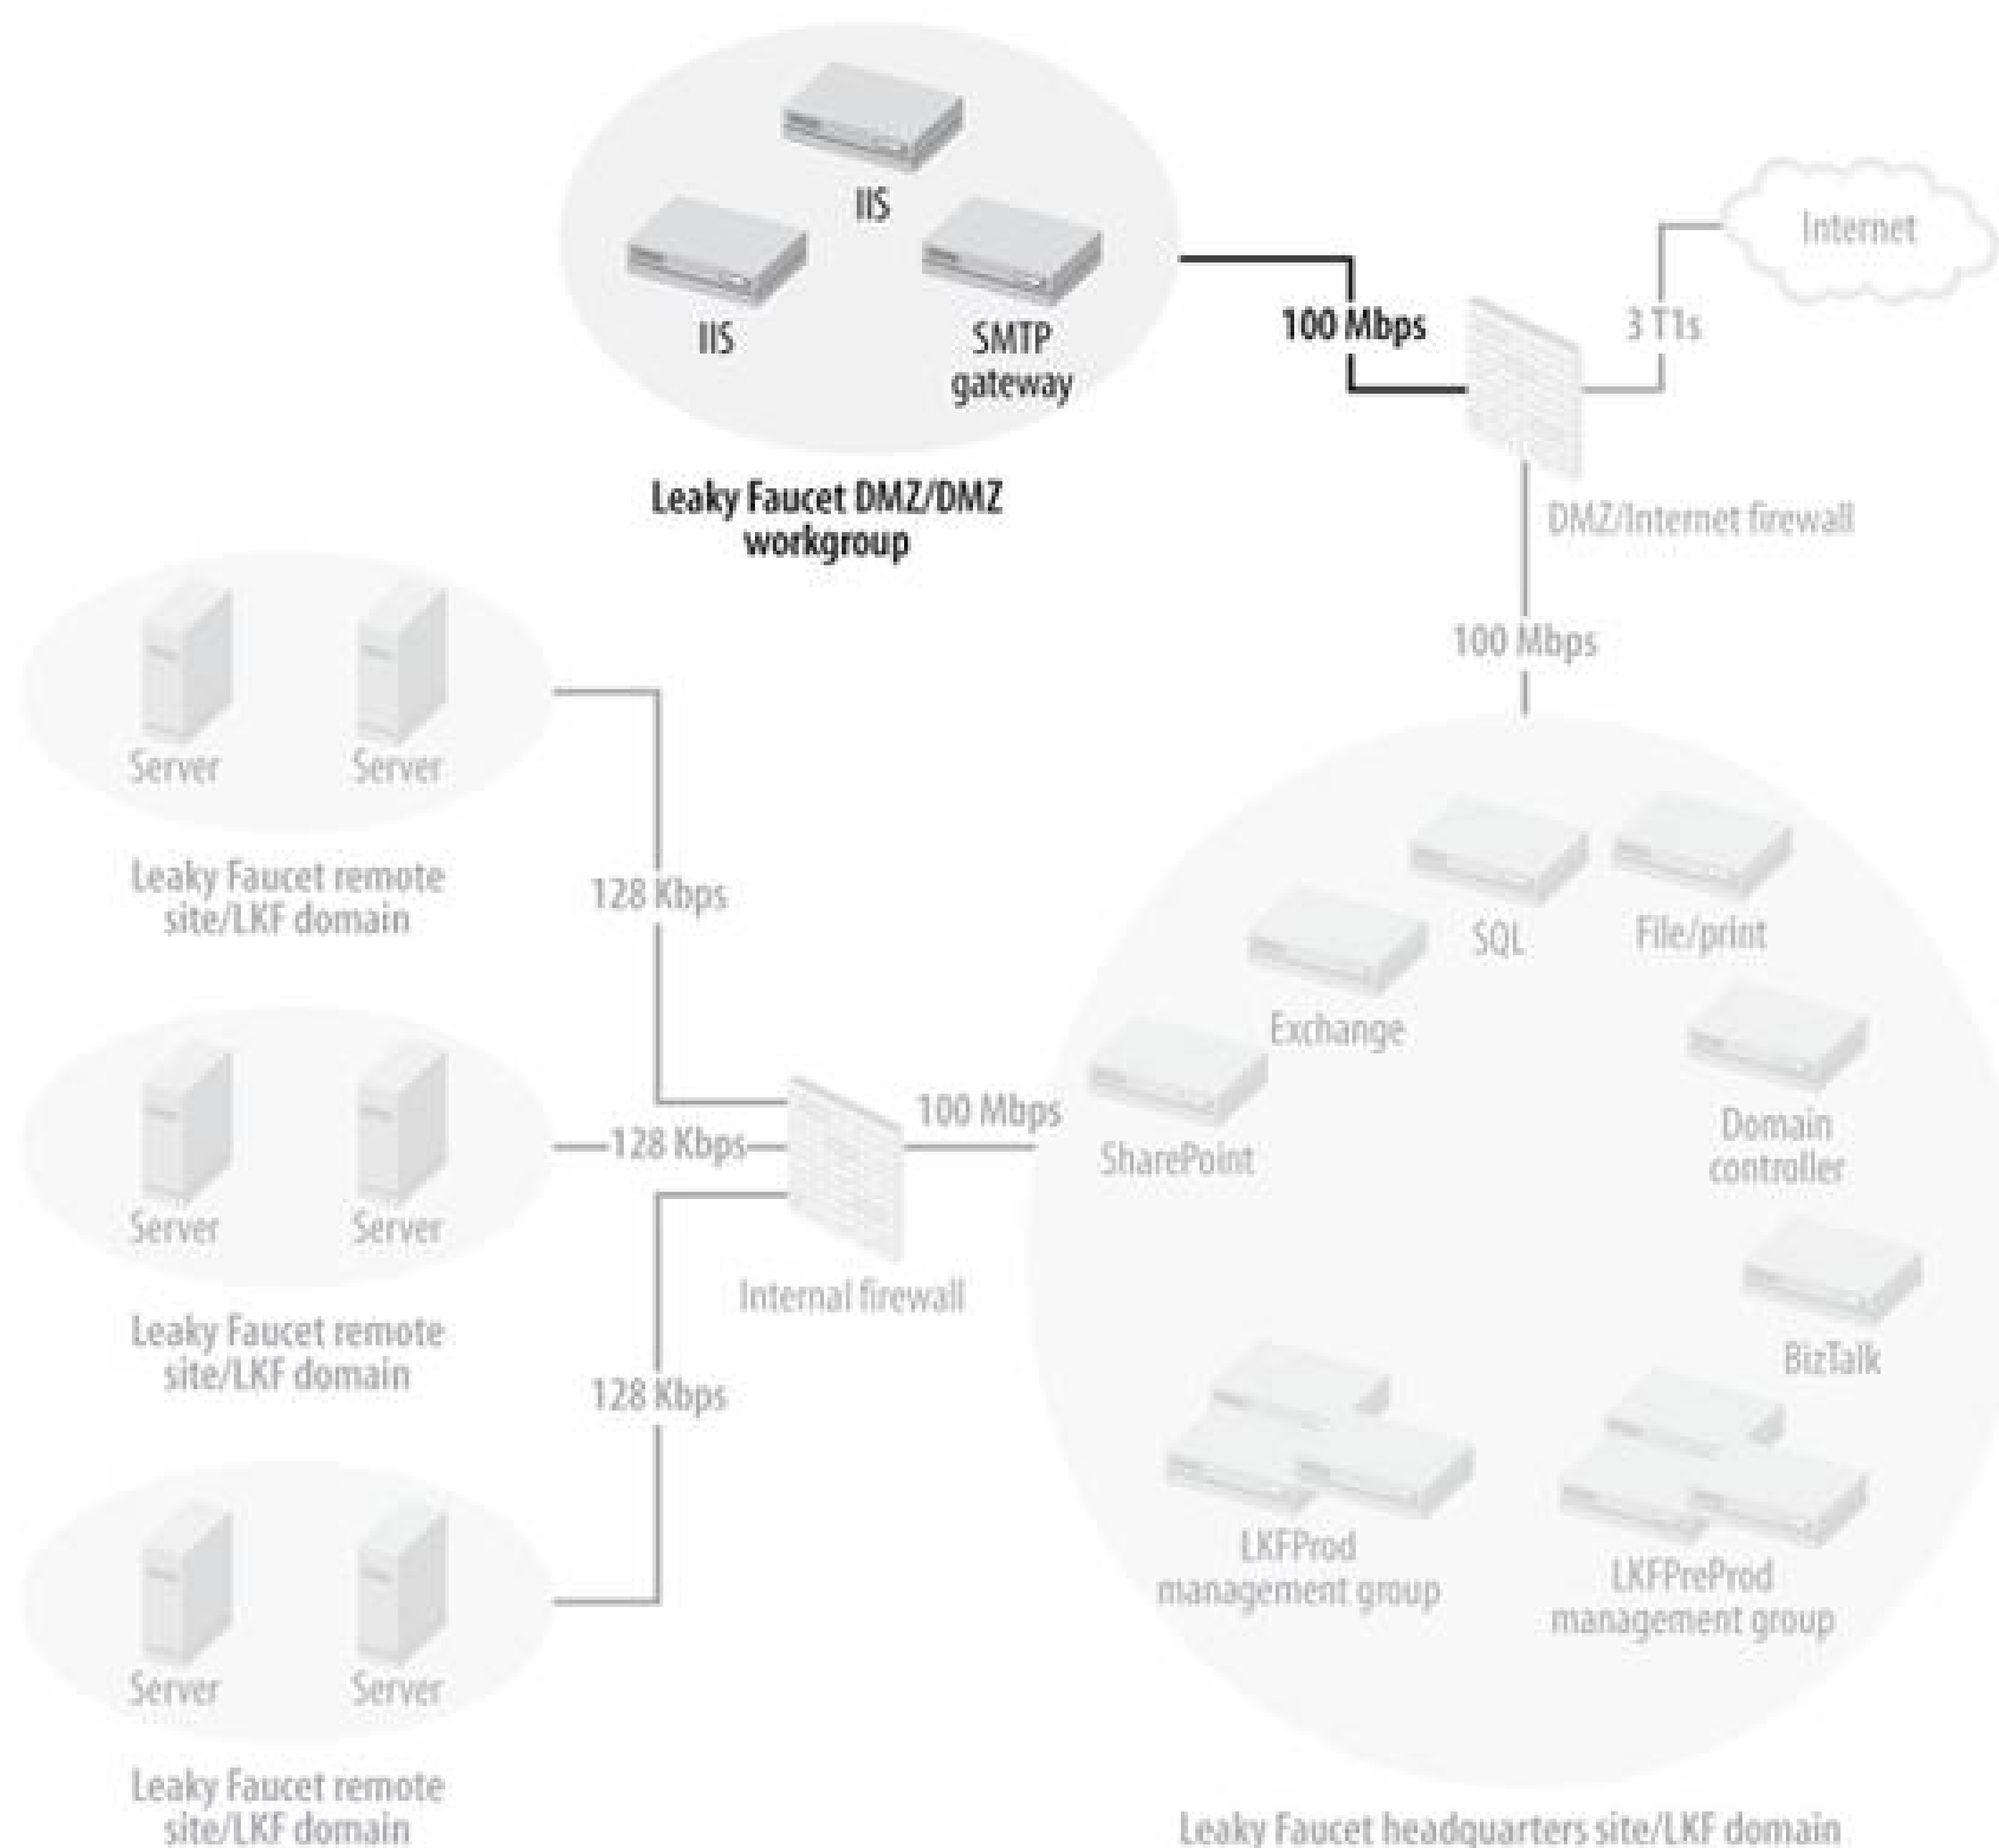 IIS
IIS
SMTP
gateway
100 Mbps
3 T1s
Internet
Leaky Faucet DMZ/DMZ
workgroup
DMZ/Internet firewall
100 Mbps
Server
Server
Leaky Faucet remote
site/LKF domain
128 Kbps
Server
Server
Leaky Faucet remote
site/LKF domain
128 Kbps
Internal firewall
100 Mbps
128 Kbps
Server
Server
Leaky Faucet remote
site/LKF domain
SQL
File/print
Exchange
SharePoint
Domain
controller
BizTalk
LKFProd
management group
LKFPreProd
management group
Leaky Faucet headquarters site/LKF domain